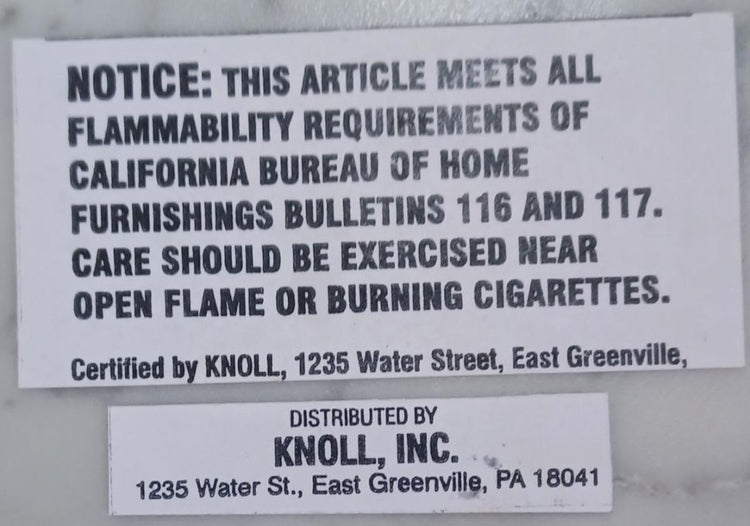 NOTICE: THIS ARTICLE MEETS ALL
FLAMMABILITY REQUIREMENTS OF
CALIFORNIA BUREAU OF HOME
FURNISHINGS BULLETINS 116 AND 117.
CARE SHOULD BE EXERCISED NEAR
OPEN FLAME OR BURNING CIGARETTES.
Certified by KNOLL, 1235 Water Street, East Greenville,
DISTRIBUTED BY
KNOLL, INC.
1235 Water St., East Greenville, PA 18041